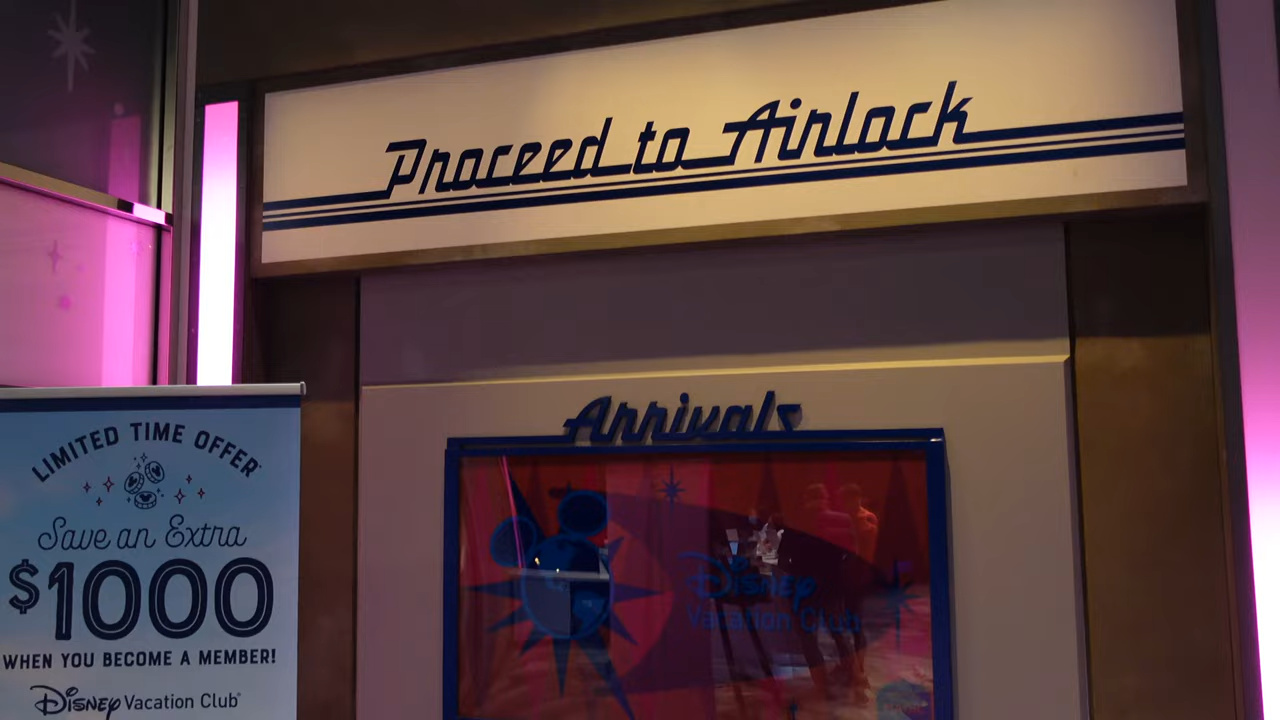 Proceed to Airlock
Arrivals
Disney
Vacation Club
LIMITED TIME OFFER*
Save an Extra
$1000
WHEN YOU BECOME A MEMBER!
Disney Vacation Club®